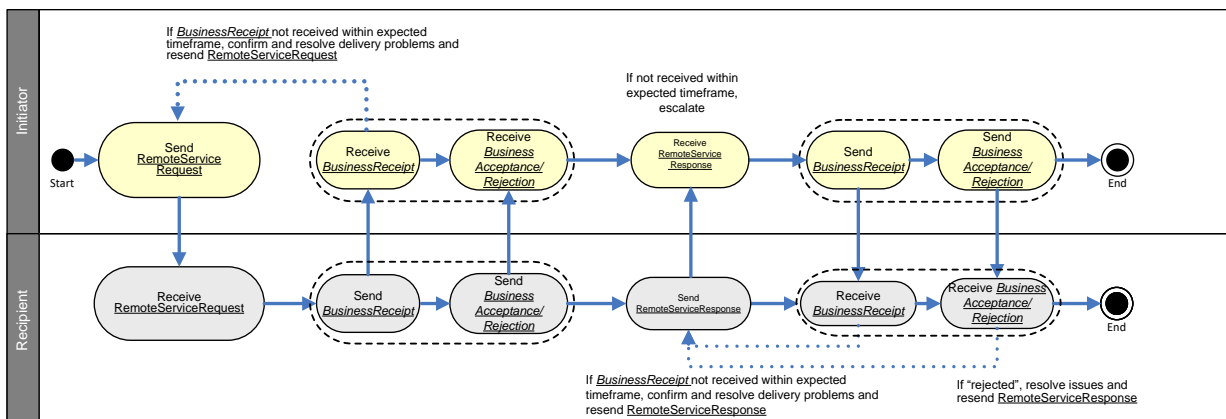 Initiator
If BusinessReceipt not received within expected
timeframe, confirm and resolve delivery problems and
resend RemoteServiceRequest
If not received within
expected timeframe,
escalate
Start
Send
RemoteService
Request
Receive
BusinessReceipt
Receive
Business
Acceptance/
Rejection
Receive
RemoteService
Response
Send
BusinessReceipt
Send
Business
Acceptance/
Rejection
End
Recipient
Receive
RemoteServiceRequest
Send
BusinessReceipt
Send
Business
Acceptance/
Rejection
Send
RemoteServiceResponse
Receive
BusinessReceipt
Receive Business
Acceptance/
Rejection
End
If BusinessReceipt not received within expected
timeframe, confirm and resolve delivery problems and
resend RemoteServiceResponse
If “rejected”, resolve issues and
resend RemoteServiceResponse